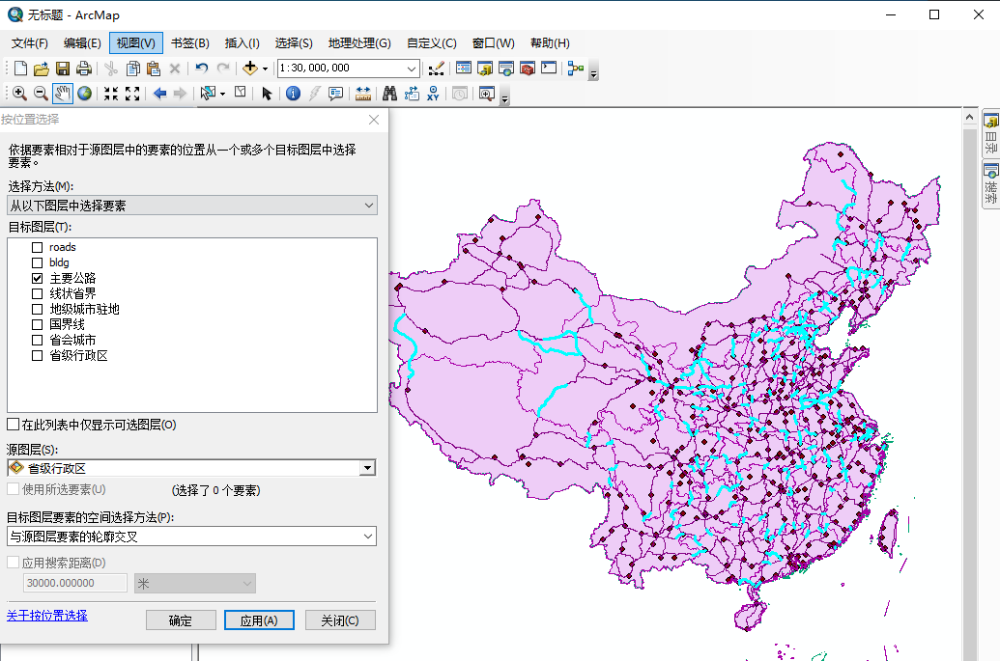 无标题 - ArcMap
文件(F) 编辑(E) 视图(V) 书签(B) 插入(I) 选择(S) 地理处理(G) 自定义(C) 窗口(W) 帮助(H)
1:30,000,000
按位置选择
依据要素相对于源图层中的要素的位置从一个或多个目标图层中选择
要素。
选择方法(M):
从以下图层中选择要素
目标图层(T):
roads
bldg
主要公路
线状省界
地级城市驻地
国界线
省会城市
省级行政区
在此列表中仅显示可选图层(O)
源图层(S):
省级行政区
使用所选要素(U) (选择了 0 个要素)
目标图层要素的空间选择方法(P):
与源图层要素的轮廓交叉
应用搜索距离(D)
30000.000000 米
关于按位置选择
确定 应用(A) 关闭(C)
XY
目录
搜索